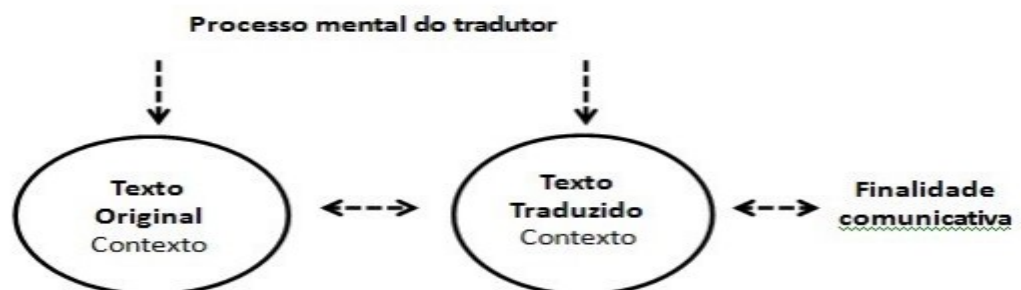 Processo mental do tradutor
Texto
Original
Contexto
Texto
Traduzido
Contexto
Finalidade
comunicativa